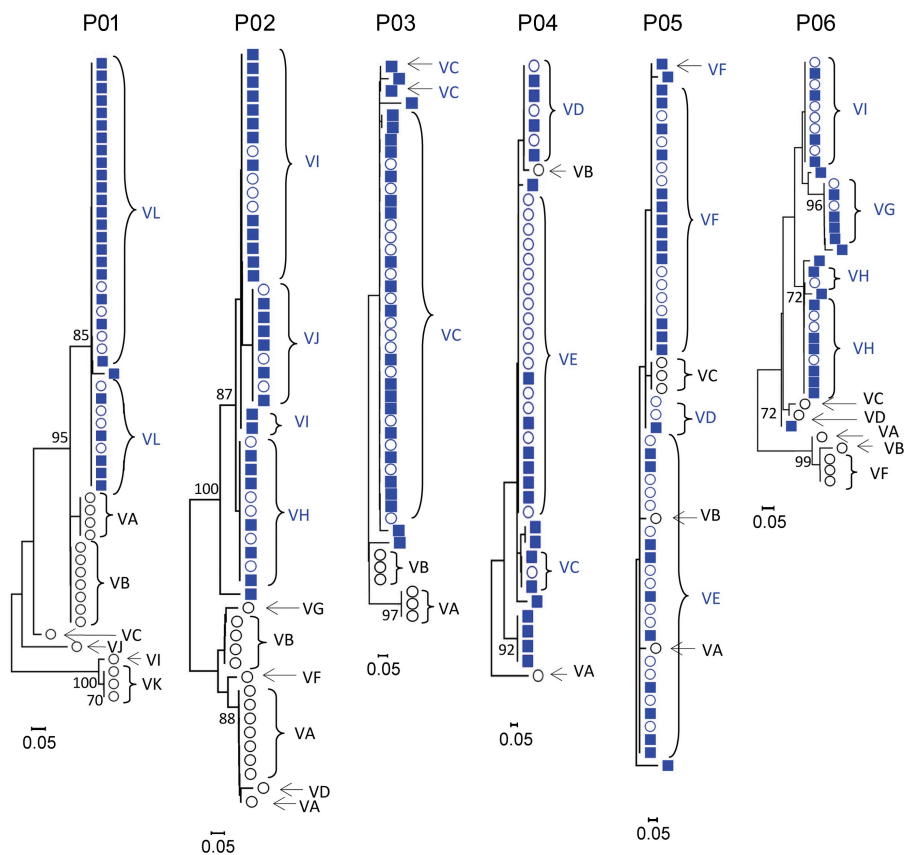 P01 P02 P03 P04 P05 P06
VL
85
VL
95
VA
VB
VC
VJ
VI
100
VK
70
0.05
VI
VJ
87
VI
100
VH
VG
VB
VF
88
VA
VD
VA
0.05
VC
VC
VC
VB
97
VA
0.05
VD
VB
VE
VC
92
VA
0.05
VF
VF
VC
VD
VB
VE
VA
0.05
VI
96
VG
VH
72
VH
VC
72
VD
VA
VB
99
VF
0.05